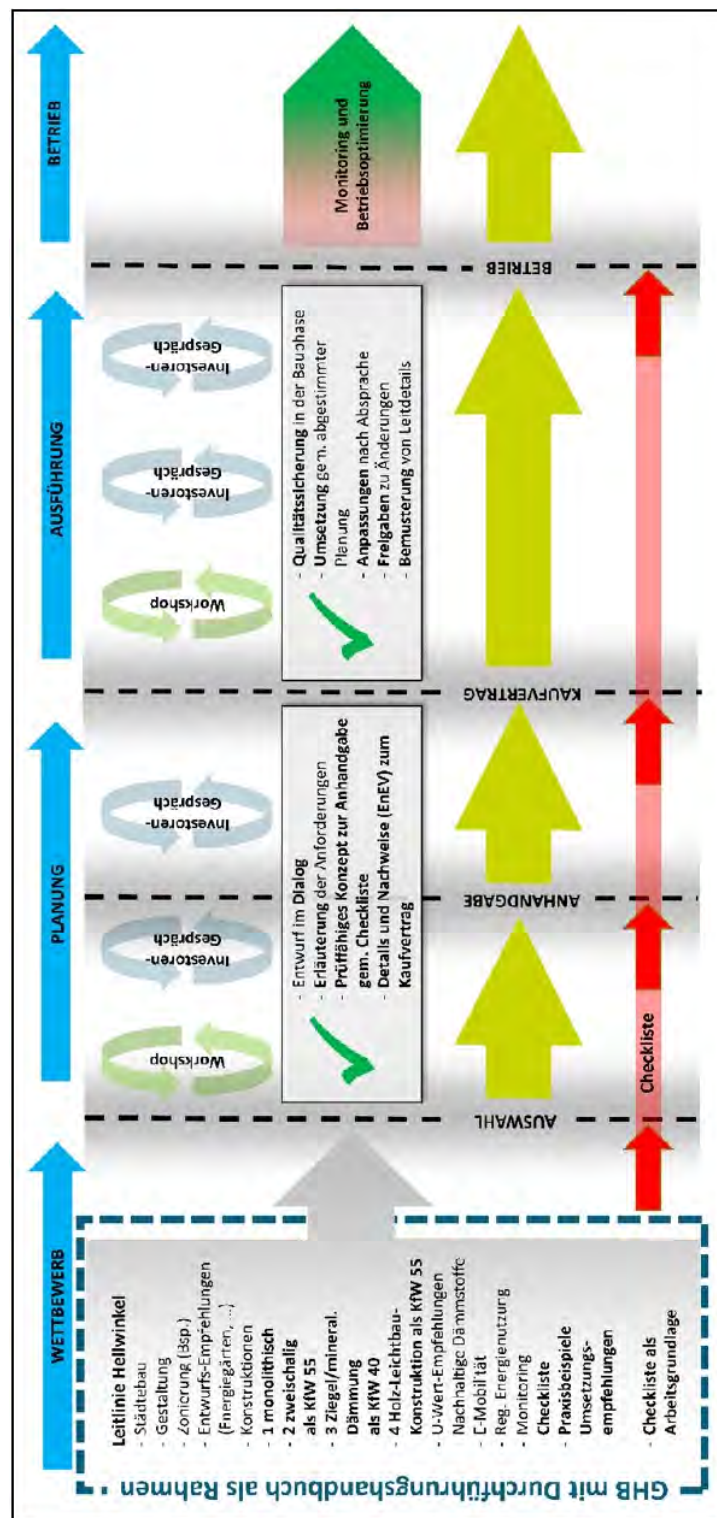 WETTBEWERB
PLANUNG
AUSFÜHRUNG
BETRIEB
GHB mit Durchführungshandbuch als Rahmen
Leitlinie Hellwinkel
- Städtebau
- Gestaltung
- Zonierung (Bsp.)
- Entwurfs-Empfehlungen
(Energiegärten, ...)
- Konstruktionen
- 1 monolithisch
- 2 zweischalig
als KfW 55
- 3 Ziegel/mineral.
Dämmung
als KfW 40
- 4 Holz-Leichtbau-
Konstruktion als KfW 55
- U-Wert-Empfehlungen
- Nachhaltige Dämmstoffe
- E-Mobilität
- Reg. Energienutzung
- Monitoring
- Checkliste
- Praxisbeispiele
- Umsetzungs-
empfehlungen
- Checkliste als
Arbeitsgrundlage
Workshop
Investoren-
Gespräch
Investoren-
Gespräch
Workshop
Investoren-
Gespräch
Investoren-
Gespräch
- Entwurf im Dialog
- Erläuterung der Anforderungen
- Prüffähiges Konzept zur Anhandgabe
gem. Checkliste
- Details und Nachweise (EnEV) zum
Kaufvertrag
- Qualitätssicherung in der Bauphase
- Umsetzung gem. abgestimmter
Planung
- Anpassungen nach Absprache
- Freigaben zu Änderungen
- Bemusterung von Leitdetails
Monitoring und
Betriebsoptimierung
AUSWAHL
ANHANDGABE
KAUFVERTRAG
BETRIEB
Checkliste